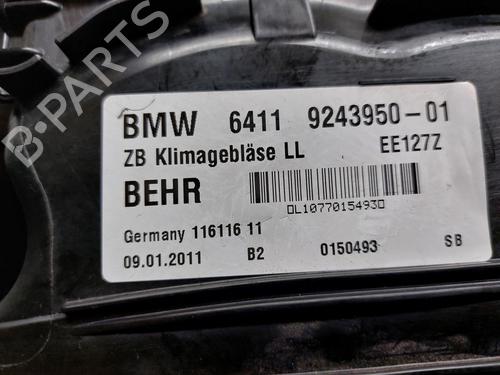 B-PARTS
BMW 6411 9243950-01
ZB Klimagebläse LL EE127Z
BEHR
0L10770154930
Germany 116116 11
09.01.2011 B2 0150493 SB